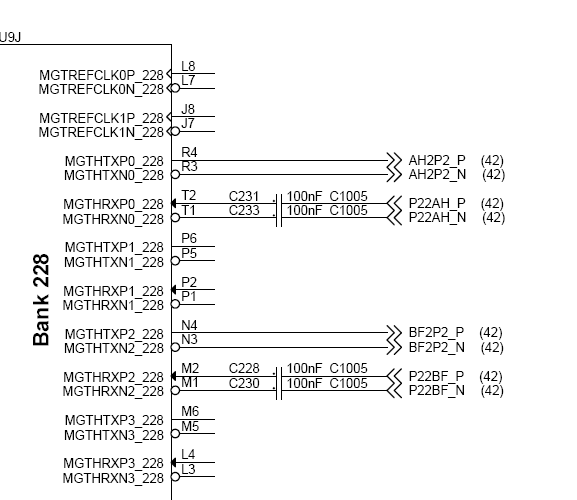 U9J
MGTREFCLK0P_228 L8
MGTREFCLK0N_228 L7
MGTREFCLK1P_228 J8
MGTREFCLK1N_228 J7
MGTHTXP0_228 R4 AH2P2_P (42)
MGTHTXN0_228 R3 AH2P2_N (42)
MGTHRXP0_228 T2 C231 100nF C1005 P22AH_P (42)
MGTHRXN0_228 T1 C233 100nF C1005 P22AH_N (42)
MGTHTXP1_228 P6
MGTHTXN1_228 P5
MGTHRXP1_228 P2
MGTHRXN1_228 P1
Bank 228
MGTHTXP2_228 N4 BF2P2_P (42)
MGTHTXN2_228 N3 BF2P2_N (42)
MGTHRXP2_228 M2 C228 100nF C1005 P22BF_P (42)
MGTHRXN2_228 M1 C230 100nF C1005 P22BF_N (42)
MGTHTXP3_228 M6
MGTHTXN3_228 M5
MGTHRXP3_228 L4
MGTHRXN3_228 L3